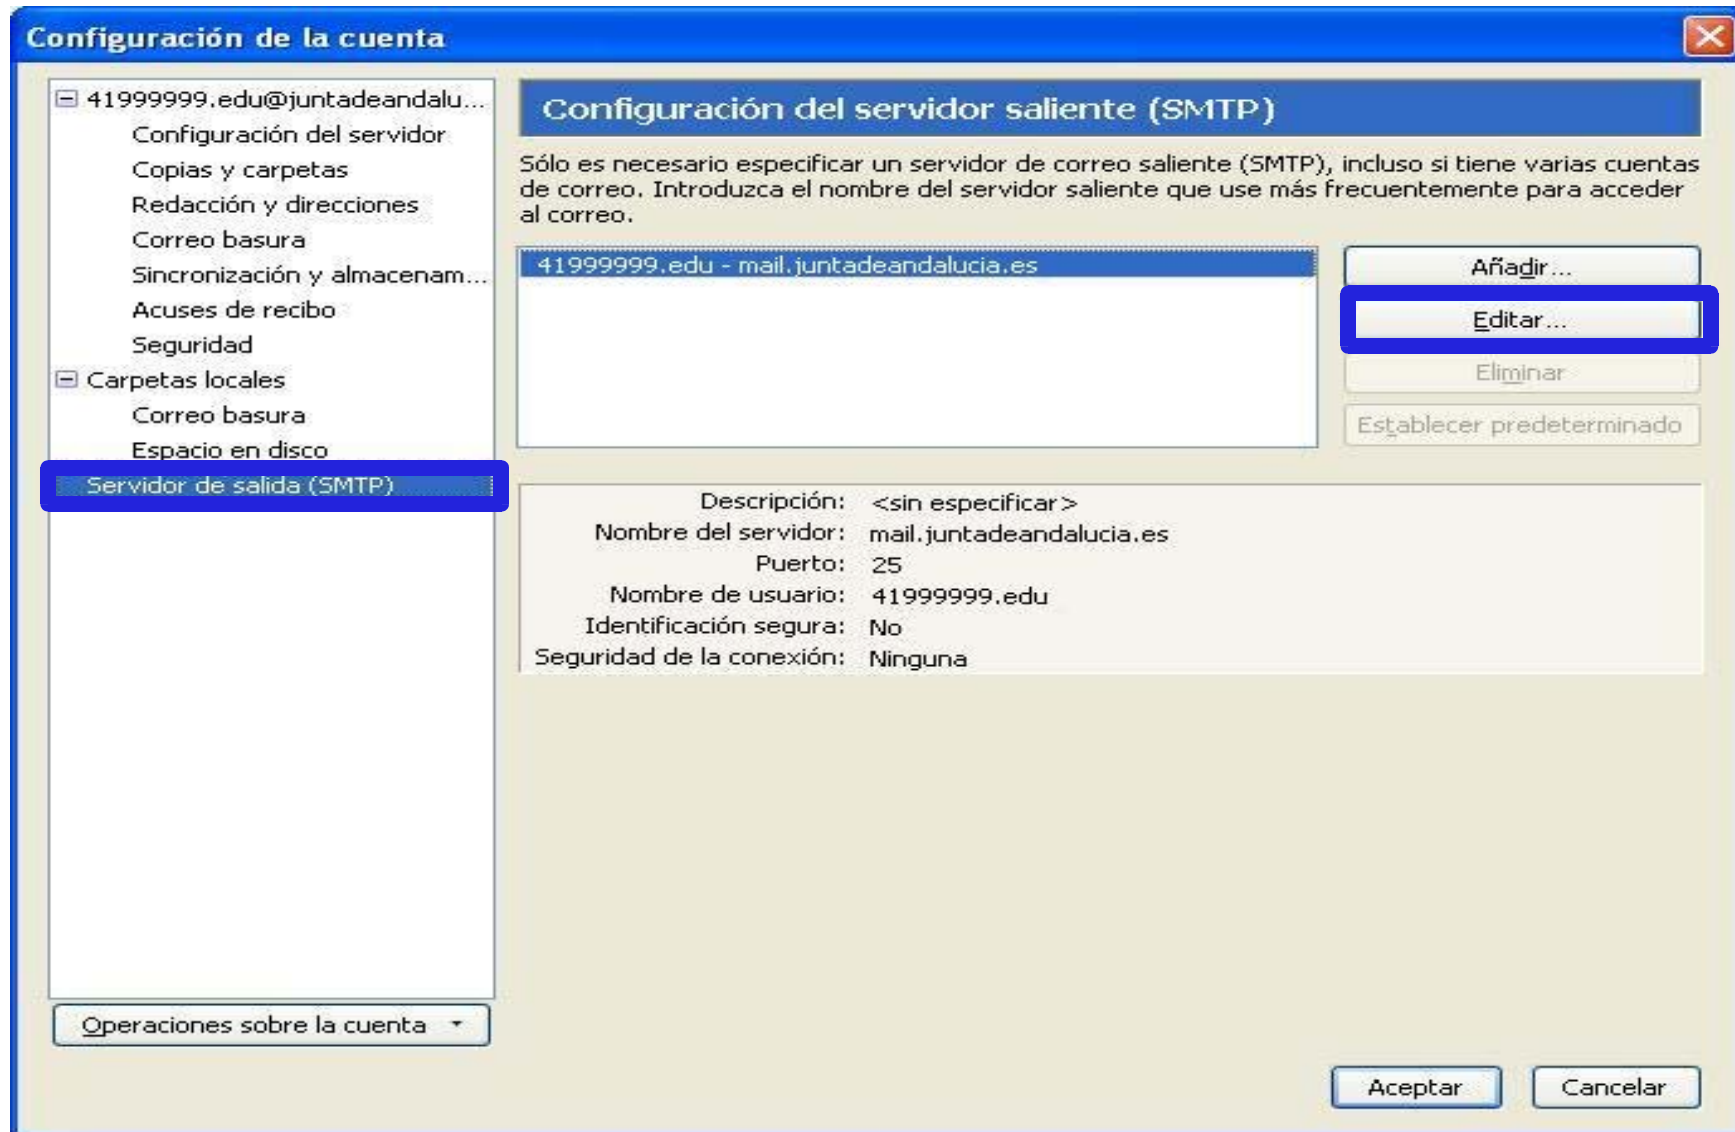 Configuración de la cuenta
41999999.edu@juntadeandalu...
Configuración del servidor
Copias y carpetas
Redacción y direcciones
Correo basura
Sincronización y almacenam...
Acuses de recibo
Seguridad
Carpetas locales
Correo basura
Espacio en disco
Servidor de salida (SMTP)
Operaciones sobre la cuenta
Configuración del servidor saliente (SMTP)
Sólo es necesario especificar un servidor de correo saliente (SMTP), incluso si tiene varias cuentas
de correo. Introduzca el nombre del servidor saliente que use más frecuentemente para acceder
al correo.
41999999.edu - mail.juntadeandalucia.es
Añadir...
Editar...
Eliminar
Establecer predeterminado
Descripción: <sin especificar>
Nombre del servidor: mail.juntadeandalucia.es
Puerto: 25
Nombre de usuario: 41999999.edu
Identificación segura: No
Seguridad de la conexión: Ninguna
Aceptar
Cancelar